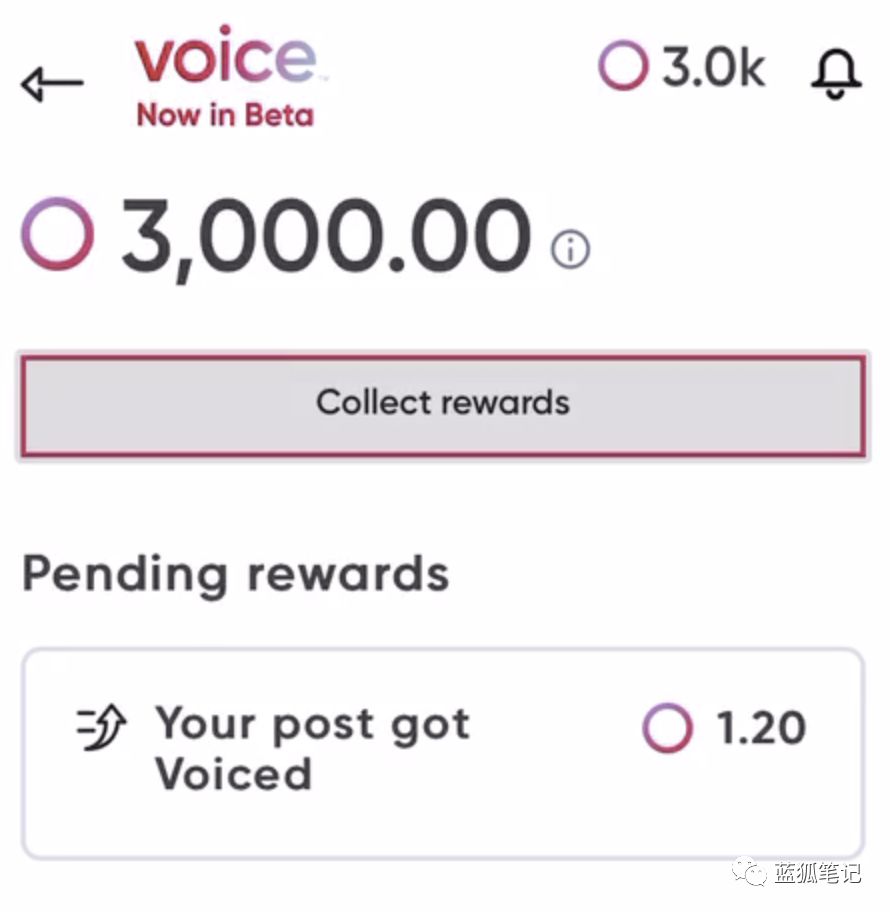 voice™
3.0k
Now in Beta
3,000.00
Collect rewards
Pending rewards
Your post got
Voiced
1.20
蓝狐笔记